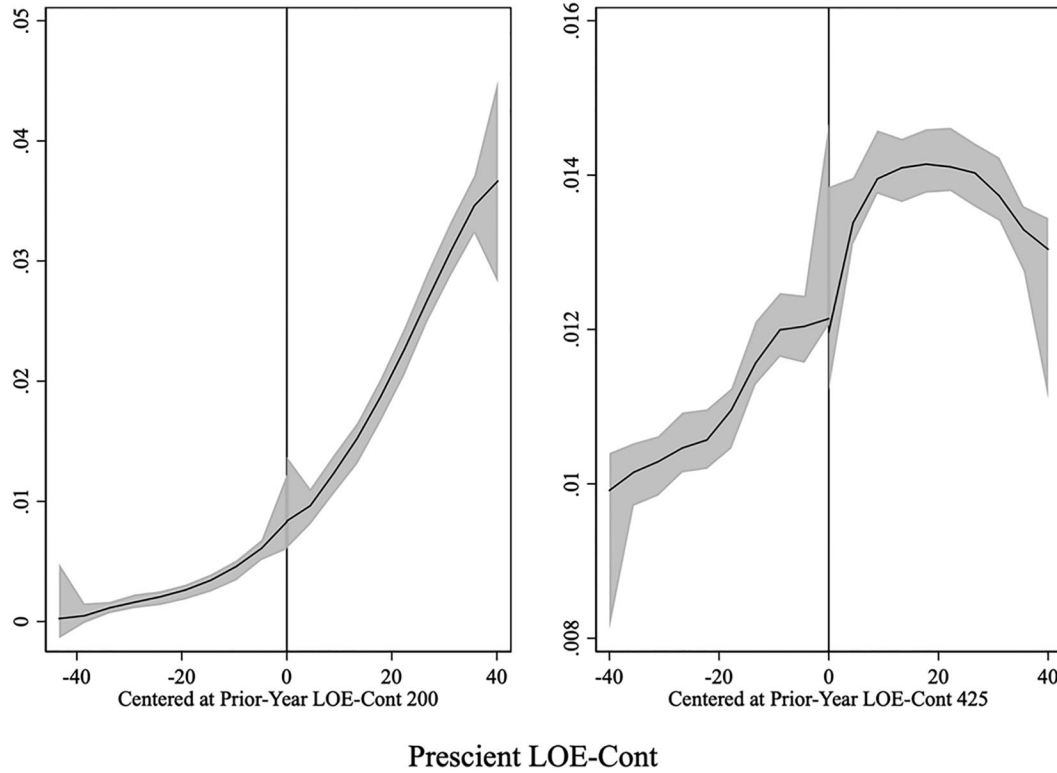 .05
.04
.03
.02
.01
0
-40 -20 0 20 40
Centered at Prior-Year LOE-Cont 200
.016
.014
.012
.01
.008
-40 -20 0 20 40
Centered at Prior-Year LOE-Cont 425
Prescient LOE-Cont